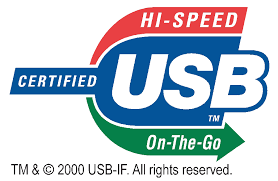 HI-SPEED
CERTIFIED USB
TM
On-The-Go
TM & © 2000 USB-IF. All rights reserved.